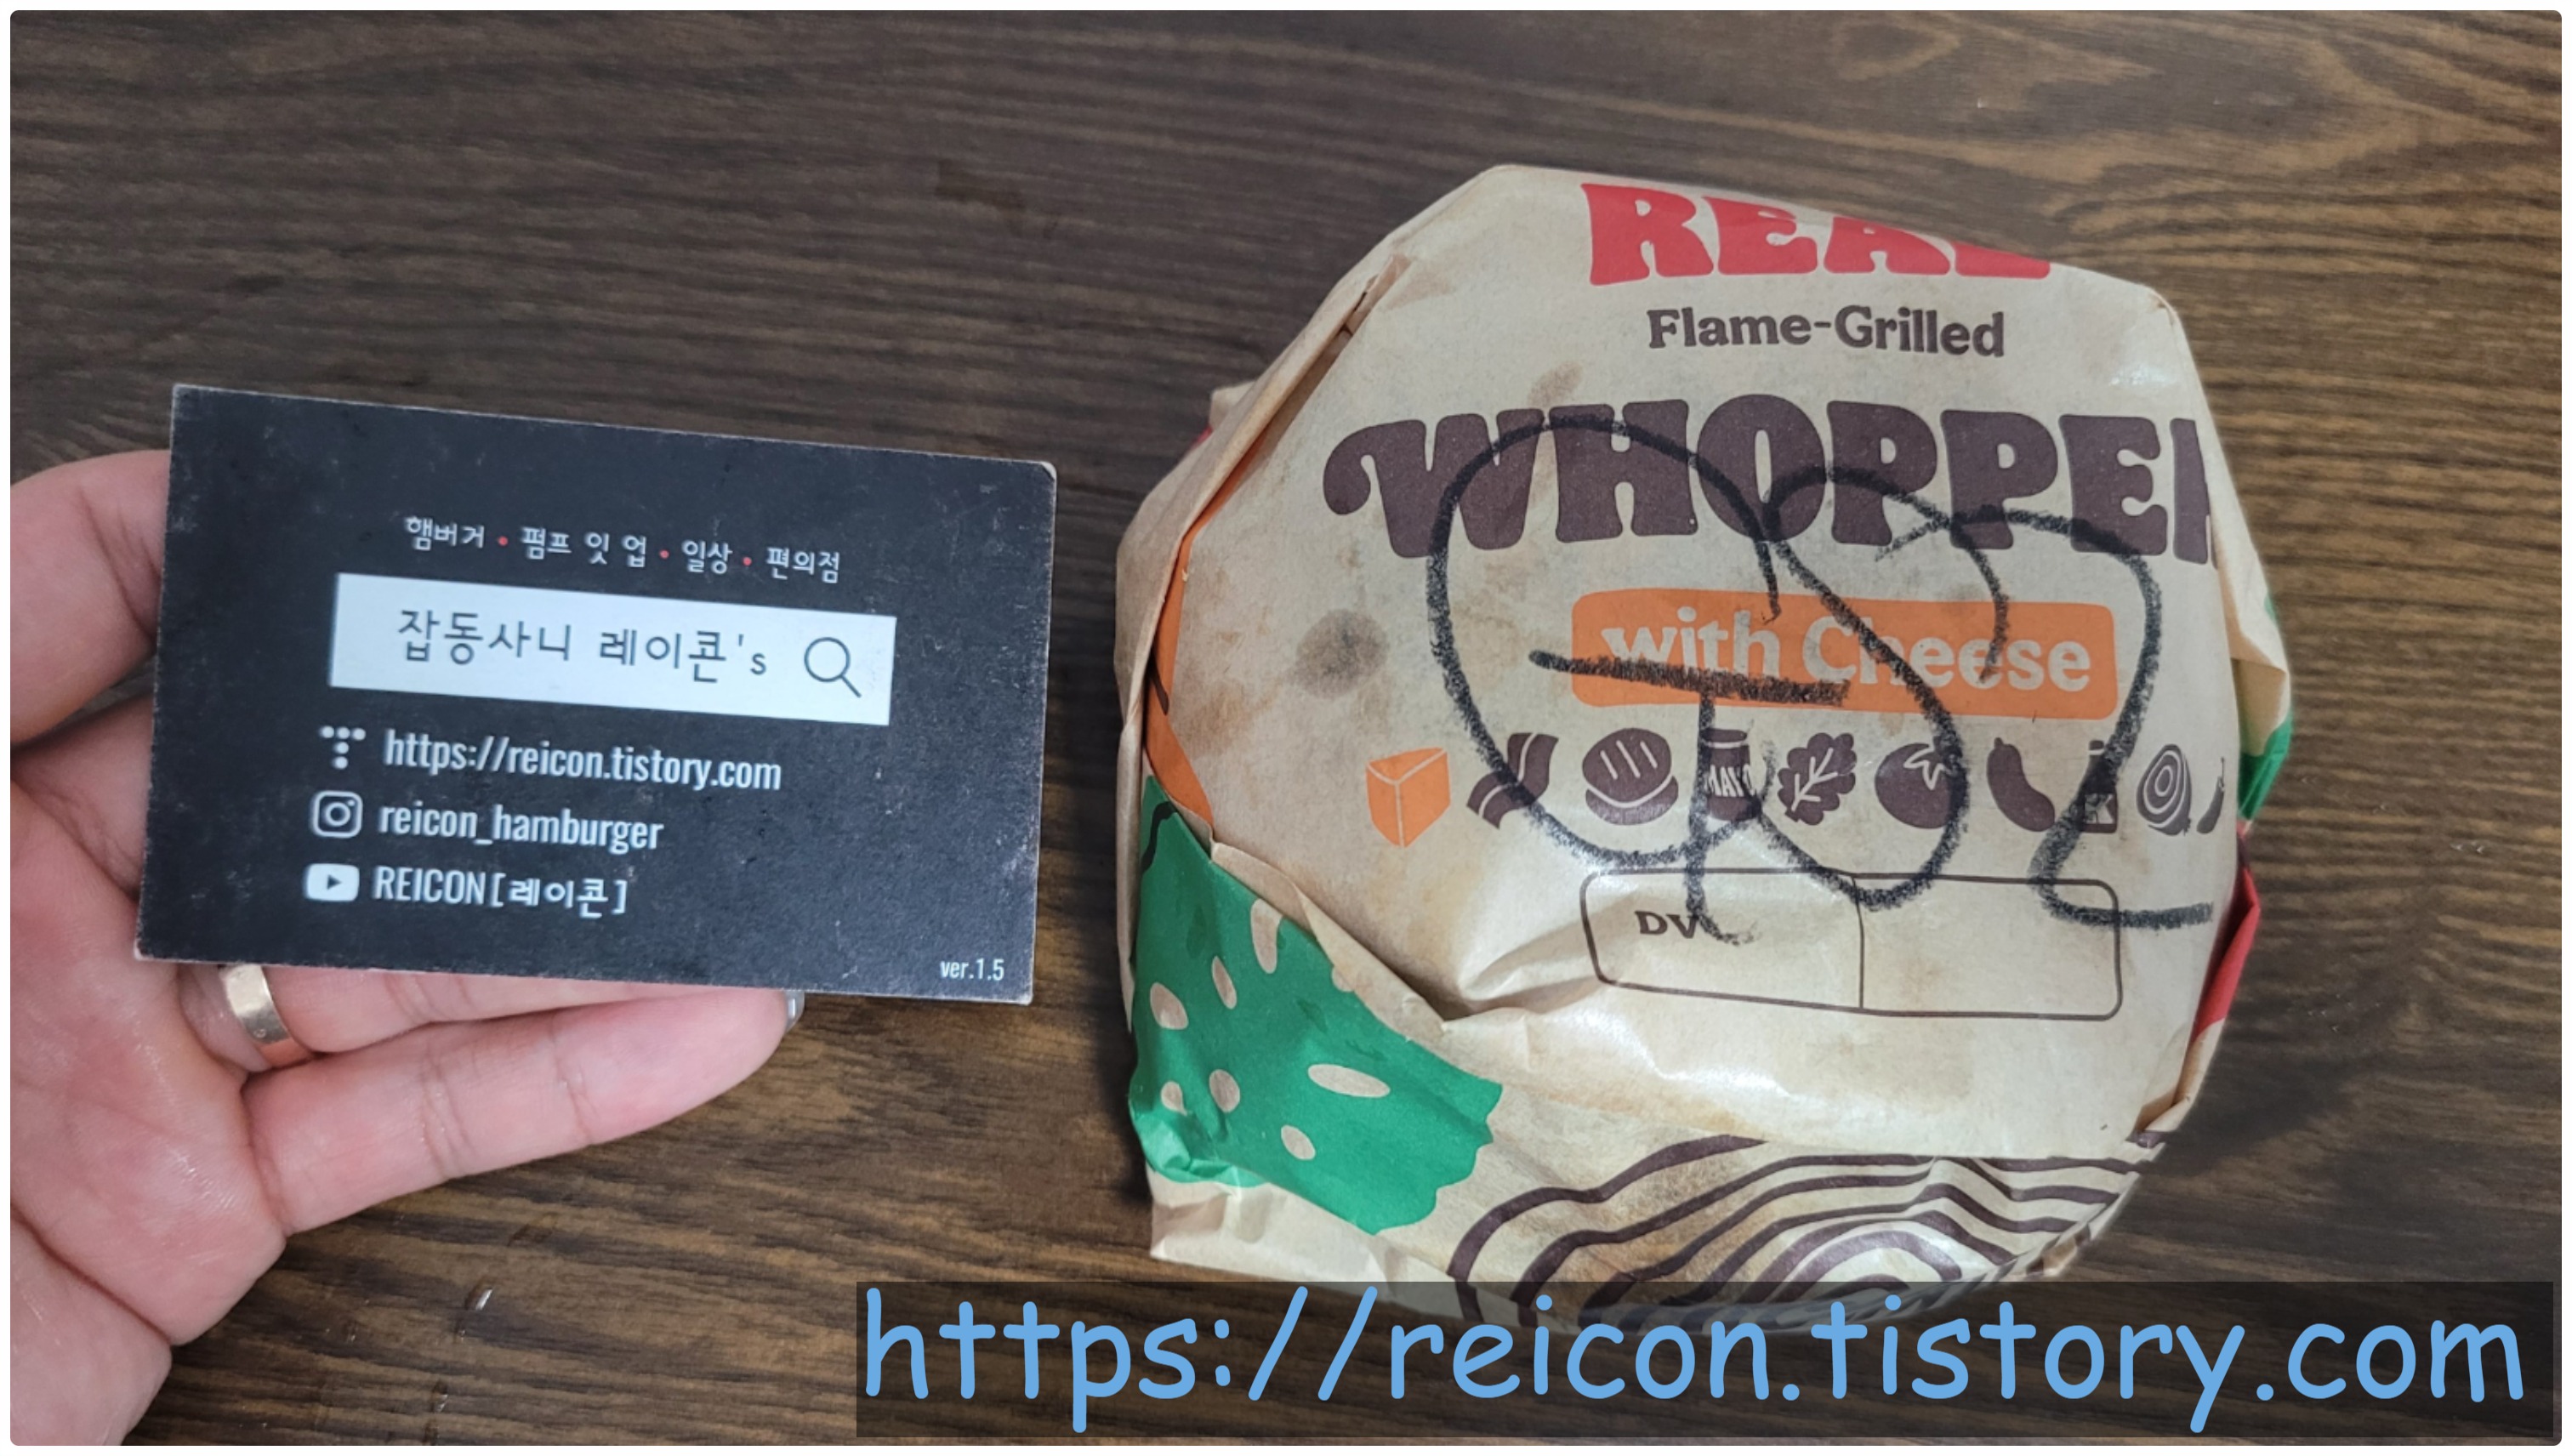 햄버거 • 펌프 잇 업 • 일상 • 편의점
잡동사니 레이콘's
https://reicon.tistory.com
reicon_hamburger
REICON[레이콘]
ver.1.5
REAL
Flame-Grilled
WHOPPER
with Cheese
MAYO
DV
https://reicon.tistory.com